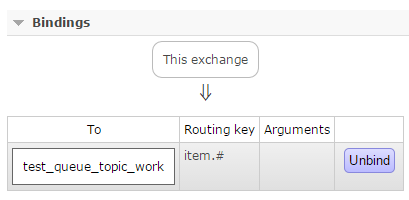 Bindings
This exchange
⇓
To Routing key Arguments
test_queue_topic_work item.# Unbind